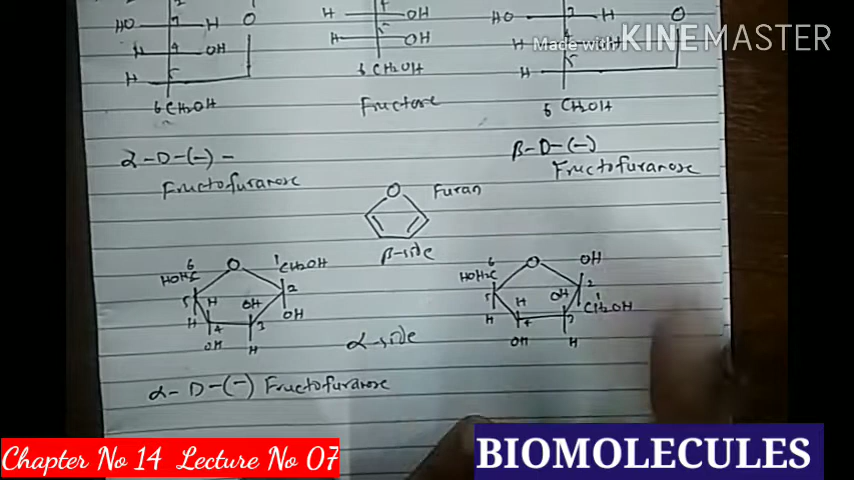 HO 3 H O
H 4 OH
H 5
6 CH2OH
H 4 OH
H 5 OH
6 CH2OH
Fructose
HO 3 H O
H 4 OH
H 5
6 CH2OH
Made with KINEMASTER
α-D-(-)-
Fructofuranose
β-D-(-)
Fructofuranose
O Furan
β-side
6 HOH2C O 1 CH2OH
5 H OH 2
H 4 3 OH
OH H
α-side
6 HOH2C O OH
5 H OH 2
H 4 3 1 CH2OH
OH H
α-D-(-) Fructofuranose
Chapter No 14 Lecture No 07
BIOMOLECULES